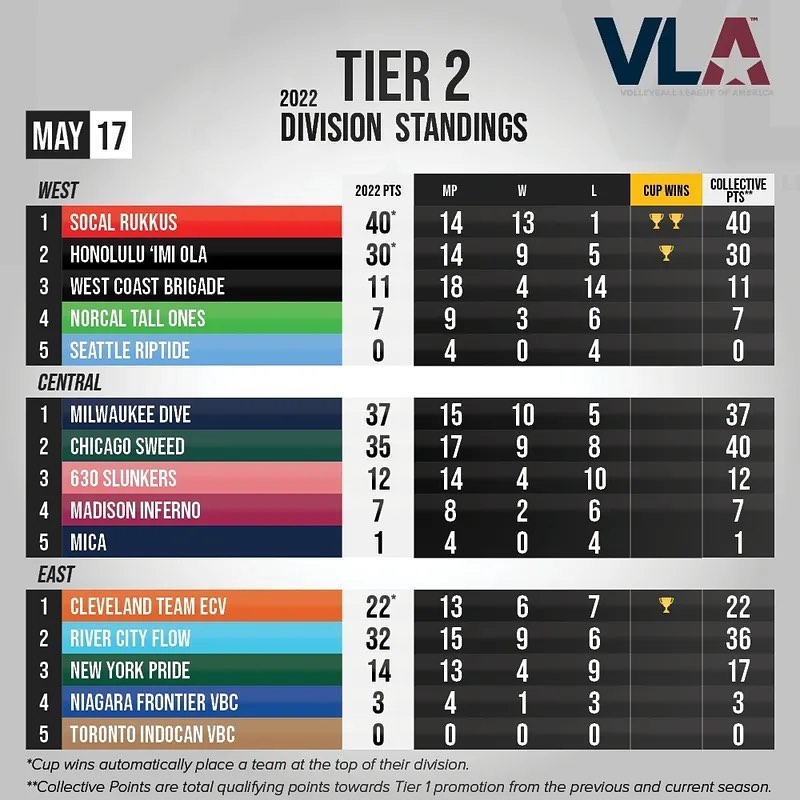 VLA™
VOLLEYBALL LEAGUE OF AMERICA
2022 TIER 2
DIVISION STANDINGS
MAY 17
WEST 2022 PTS MP W L CUP WINS COLLECTIVE PTS**
1 SOCAL RUKKUS 40* 14 13 1 40
2 HONOLULU ‘IMI OLA 30* 14 9 5 30
3 WEST COAST BRIGADE 11 18 4 14 11
4 NORCAL TALL ONES 7 9 3 6 7
5 SEATTLE RIPTIDE 0 4 0 4 0
CENTRAL
1 MILWAUKEE DIVE 37 15 10 5 37
2 CHICAGO SWEED 35 17 9 8 40
3 630 SLUNKERS 12 14 4 10 12
4 MADISON INFERNO 7 8 2 6 7
5 MICA 1 4 0 4 1
EAST
1 CLEVELAND TEAM ECV 22* 13 6 7 22
2 RIVER CITY FLOW 32 15 9 6 36
3 NEW YORK PRIDE 14 13 4 9 17
4 NIAGARA FRONTIER VBC 3 4 1 3 3
5 TORONTO INDOCAN VBC 0 0 0 0 0
*Cup wins automatically place a team at the top of their division.
**Collective Points are total qualifying points towards Tier 1 promotion from the previous and current season.